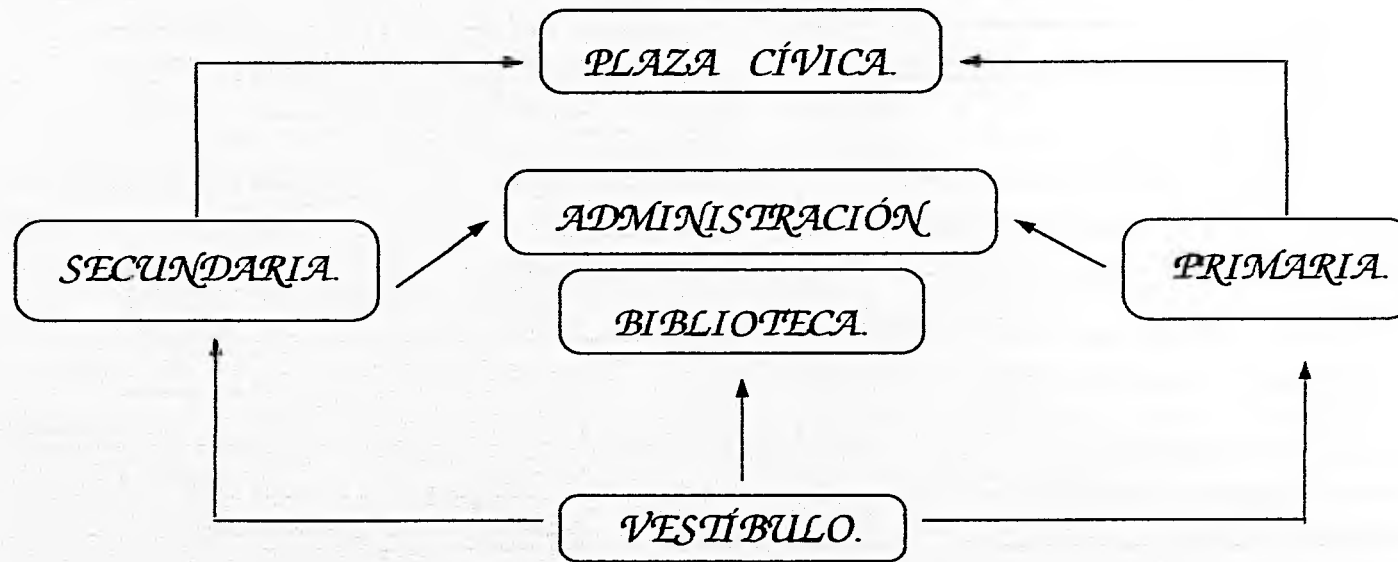 PLAZA CÍVICA.
ADMINISTRACIÓN
SECUNDARIA.
PRIMARIA.
BIBLIOTECA.
VESTÍBULO.